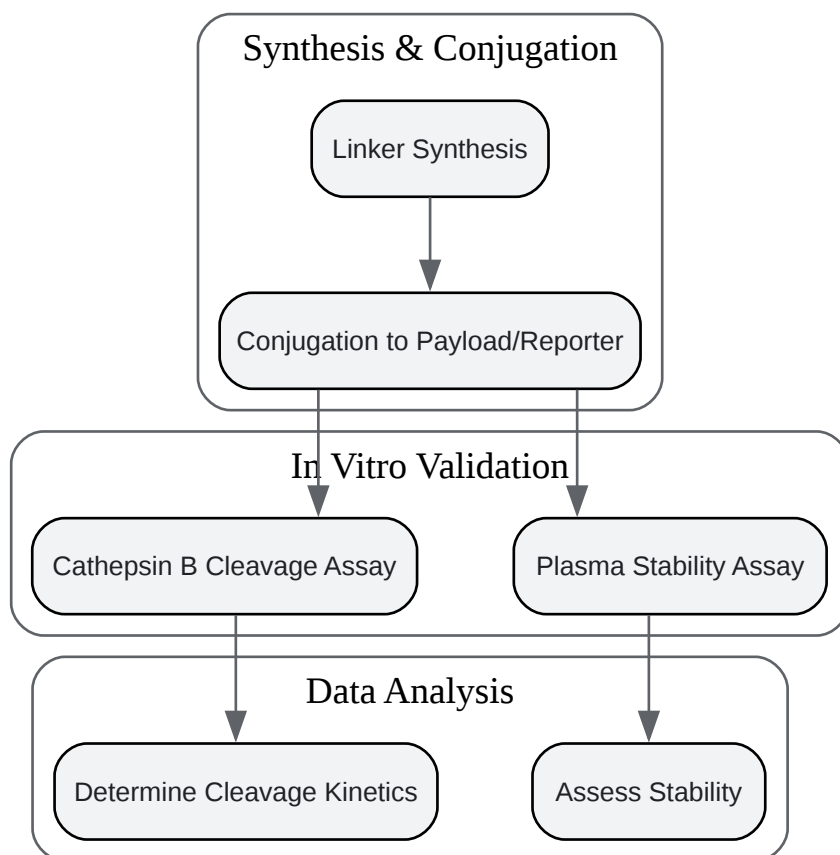 Synthesis & Conjugation
Linker Synthesis
Conjugation to Payload/Reporter
In Vitro Validation
Cathepsin B Cleavage Assay
Plasma Stability Assay
Data Analysis
Determine Cleavage Kinetics
Assess Stability